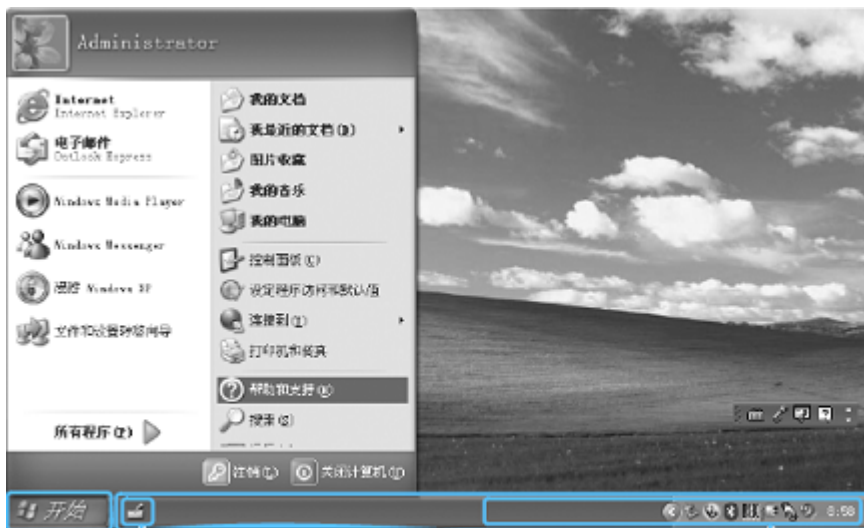 Administrator
Internet
Internet Explorer
电子邮件
Outlook Express
Windows Media Player
Windows Messenger
漫游 Windows XP
文件和设置转移向导
所有程序(P)
我的文档
我最近的文档(D)
图片收藏
我的音乐
我的电脑
控制面板(C)
设定程序访问和默认值
连接到(T)
打印机和传真
帮助和支持(H)
搜索(S)
注销(L)
关闭计算机(U)
开始
8:58